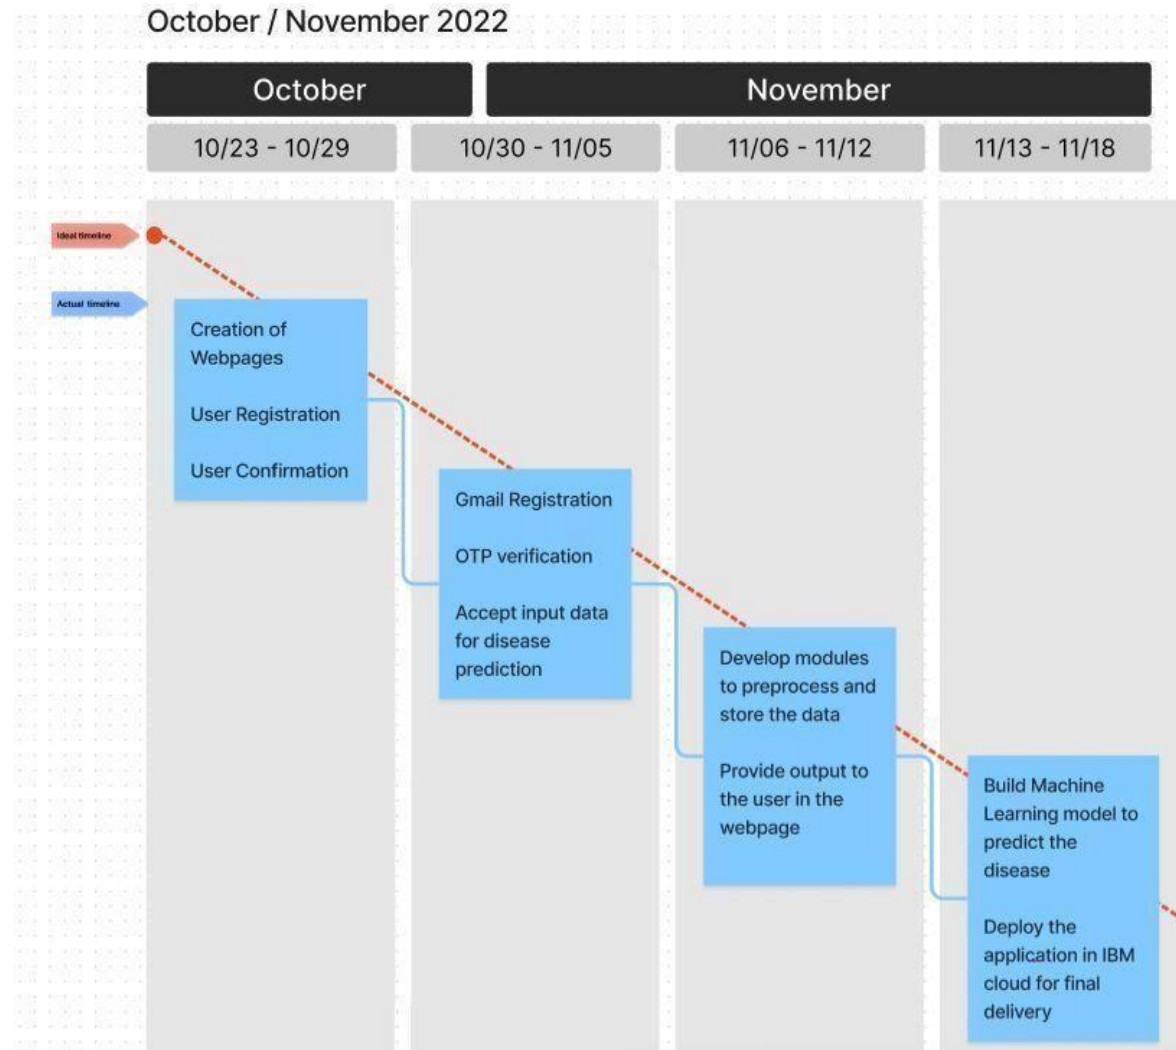 October / November 2022
October
November
10/23 - 10/29
10/30 - 11/05
11/06 - 11/12
11/13 - 11/18
Ideal timeline
Actual timeline
Creation of
Webpages
User Registration
User Confirmation
Gmail Registration
OTP verification
Accept input data
for disease
prediction
Develop modules
to preprocess and
store the data
Provide output to
the user in the
webpage
Build Machine
Learning model to
predict the
disease
Deploy the
application in IBM
cloud for final
delivery